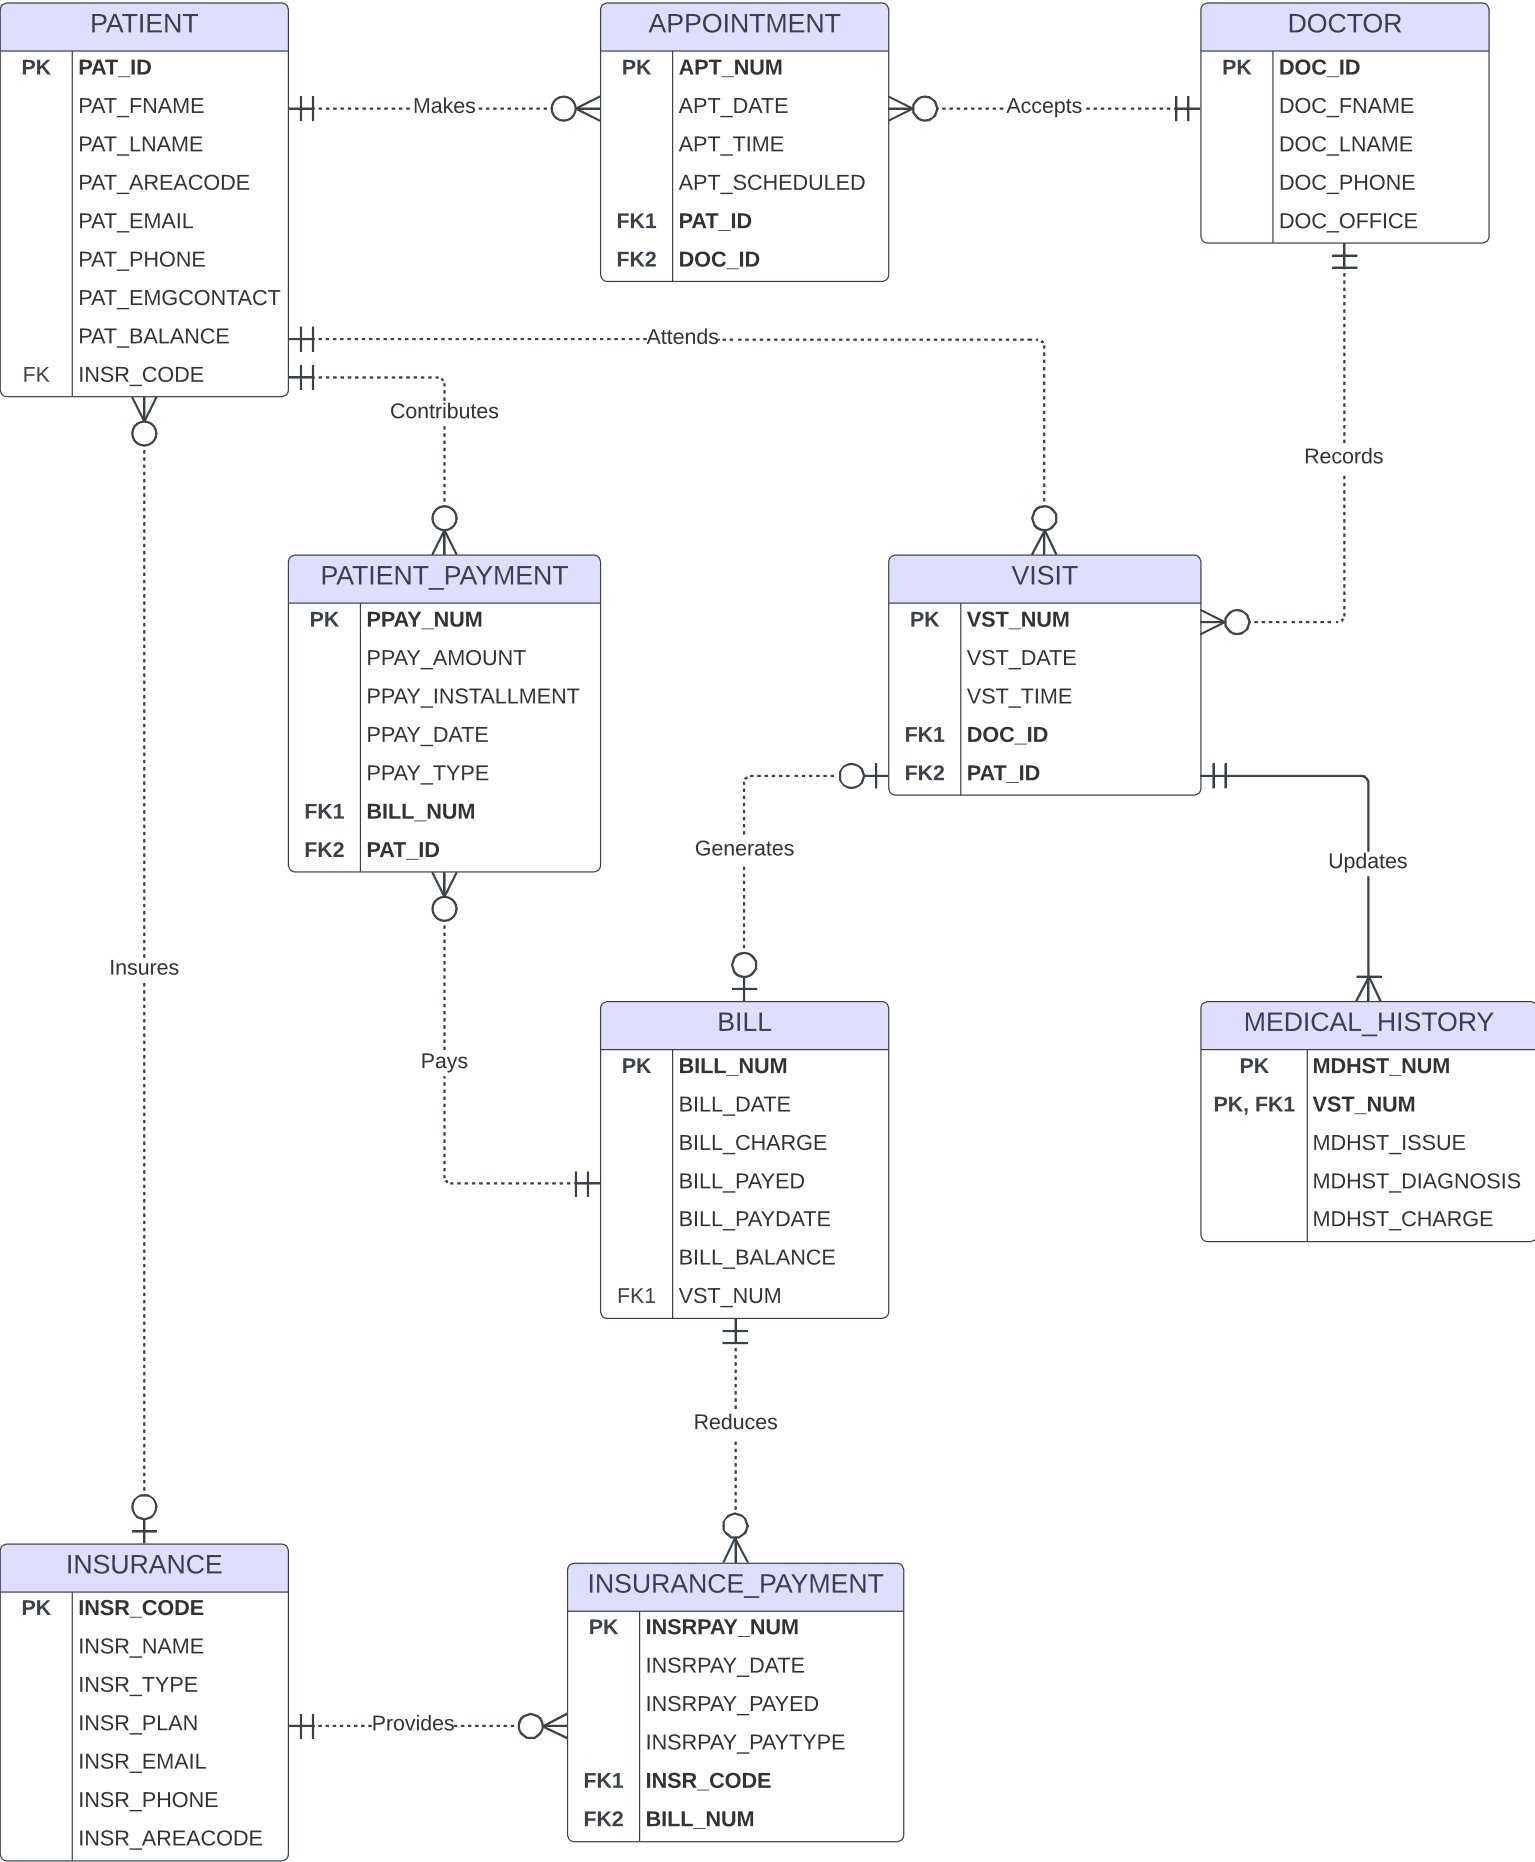 PATIENT
PK PAT_ID
PAT_FNAME
PAT_LNAME
PAT_AREACODE
PAT_EMAIL
PAT_PHONE
PAT_EMGCONTACT
PAT_BALANCE
FK INSR_CODE
Makes
APPOINTMENT
PK APT_NUM
APT_DATE
APT_TIME
APT_SCHEDULED
FK1 PAT_ID
FK2 DOC_ID
Accepts
DOCTOR
PK DOC_ID
DOC_FNAME
DOC_LNAME
DOC_PHONE
DOC_OFFICE
Attends
Contributes
Records
PATIENT_PAYMENT
PK PPAY_NUM
PPAY_AMOUNT
PPAY_INSTALLMENT
PPAY_DATE
PPAY_TYPE
FK1 BILL_NUM
FK2 PAT_ID
VISIT
PK VST_NUM
VST_DATE
VST_TIME
FK1 DOC_ID
FK2 PAT_ID
Generates
Updates
Insures
Pays
BILL
PK BILL_NUM
BILL_DATE
BILL_CHARGE
BILL_PAYED
BILL_PAYDATE
BILL_BALANCE
FK1 VST_NUM
MEDICAL_HISTORY
PK MDHST_NUM
PK, FK1 VST_NUM
MDHST_ISSUE
MDHST_DIAGNOSIS
MDHST_CHARGE
Reduces
INSURANCE
PK INSR_CODE
INSR_NAME
INSR_TYPE
INSR_PLAN
INSR_EMAIL
INSR_PHONE
INSR_AREACODE
Provides
INSURANCE_PAYMENT
PK INSRPAY_NUM
INSRPAY_DATE
INSRPAY_PAYED
INSRPAY_PAYTYPE
FK1 INSR_CODE
FK2 BILL_NUM